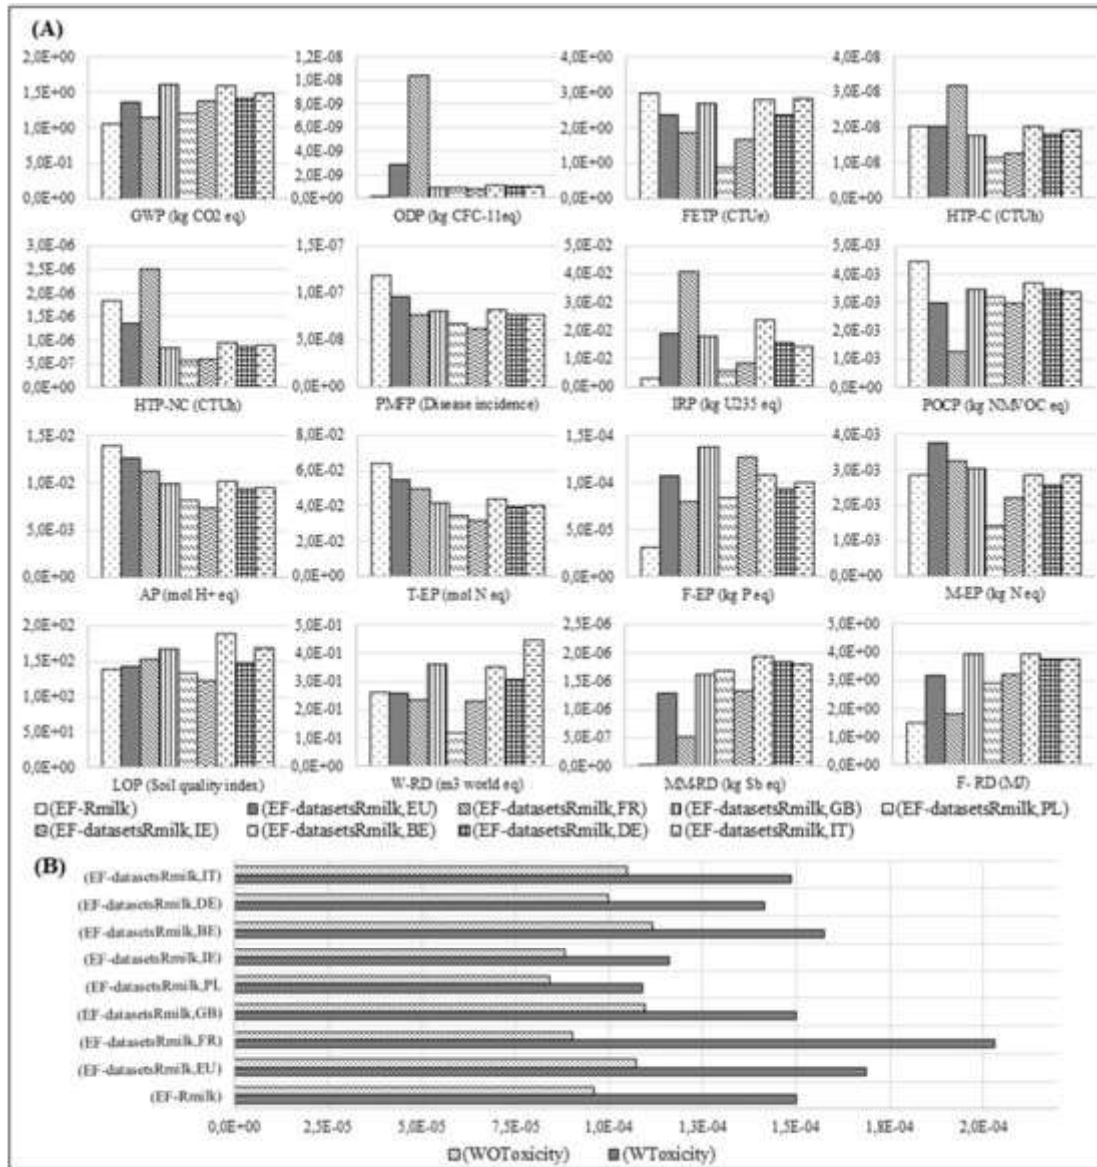 (A)
2,0E+00
1,5E+00
1,0E+00
5,0E-01
0,0E+00
GWP (kg CO2 eq)
1,2E-08
1,0E-08
8,0E-09
6,0E-09
4,0E-09
2,0E-09
0,0E+00
ODP (kg CFC-11eq)
4,0E+00
3,0E+00
2,0E+00
1,0E+00
0,0E+00
FETP (CTUe)
4,0E-08
3,0E-08
2,0E-08
1,0E-08
0,0E+00
HTP-C (CTUh)
3,0E-06
2,5E-06
2,0E-06
1,5E-06
1,0E-06
5,0E-07
0,0E+00
HTP-NC (CTUh)
1,5E-07
1,0E-07
5,0E-08
0,0E+00
PMFP (Disease incidence)
5,0E-02
4,0E-02
3,0E-02
2,0E-02
1,0E-02
0,0E+00
IRP (kg U235 eq)
5,0E-03
4,0E-03
3,0E-03
2,0E-03
1,0E-03
0,0E+00
POCP (kg NMVOC eq)
1,5E-02
1,0E-02
5,0E-03
0,0E+00
AP (mol H+ eq)
8,0E-02
6,0E-02
4,0E-02
2,0E-02
0,0E+00
T-EP (mol N eq)
1,5E-04
1,0E-04
5,0E-05
0,0E+00
F-EP (kg P eq)
4,0E-03
3,0E-03
2,0E-03
1,0E-03
0,0E+00
M-EP (kg N eq)
2,0E+02
1,5E+02
1,0E+02
5,0E+01
0,0E+00
LOP (Soil quality index)
5,0E-01
4,0E-01
3,0E-01
2,0E-01
1,0E-01
0,0E+00
W-RD (m3 world eq)
2,5E-06
2,0E-06
1,5E-06
1,0E-06
5,0E-07
0,0E+00
MM-RD (kg Sb eq)
5,0E+00
4,0E+00
3,0E+00
2,0E+00
1,0E+00
0,0E+00
F- RD (MJ)
(EF-Rmilk)
(EF-datasetsRmilk,EU)
(EF-datasetsRmilk,FR)
(EF-datasetsRmilk,GB)
(EF-datasetsRmilk,PL)
(EF-datasetsRmilk,IE)
(EF-datasetsRmilk,BE)
(EF-datasetsRmilk,DE)
(EF-datasetsRmilk,IT)
(B)
(EF-datasetsRmilk,IT)
(EF-datasetsRmilk,DE)
(EF-datasetsRmilk,BE)
(EF-datasetsRmilk,IE)
(EF-datasetsRmilk,PL
(EF-datasetsRmilk,GB)
(EF-datasetsRmilk,FR)
(EF-datasetsRmilk,EU)
(EF-Rmilk)
0,0E+00 2,5E-05 5,0E-05 7,5E-05 1,0E-04 1,3E-04 1,5E-04 1,8E-04 2,0E-04
(WOToxicity) (WToxicity)